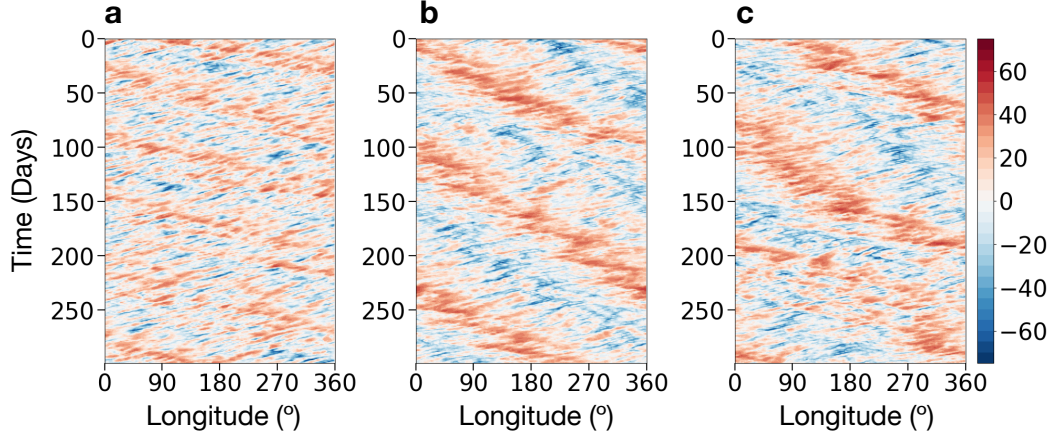 a b c
0 0 0
50 50 50
100 100 100
150 150 150
200 200 200
250 250 250
Time (Days)
0 90 180 270 360 0 90 180 270 360 0 90 180 270 360
Longitude (º) Longitude (º) Longitude (º)
60
40
20
0
−20
−40
−60